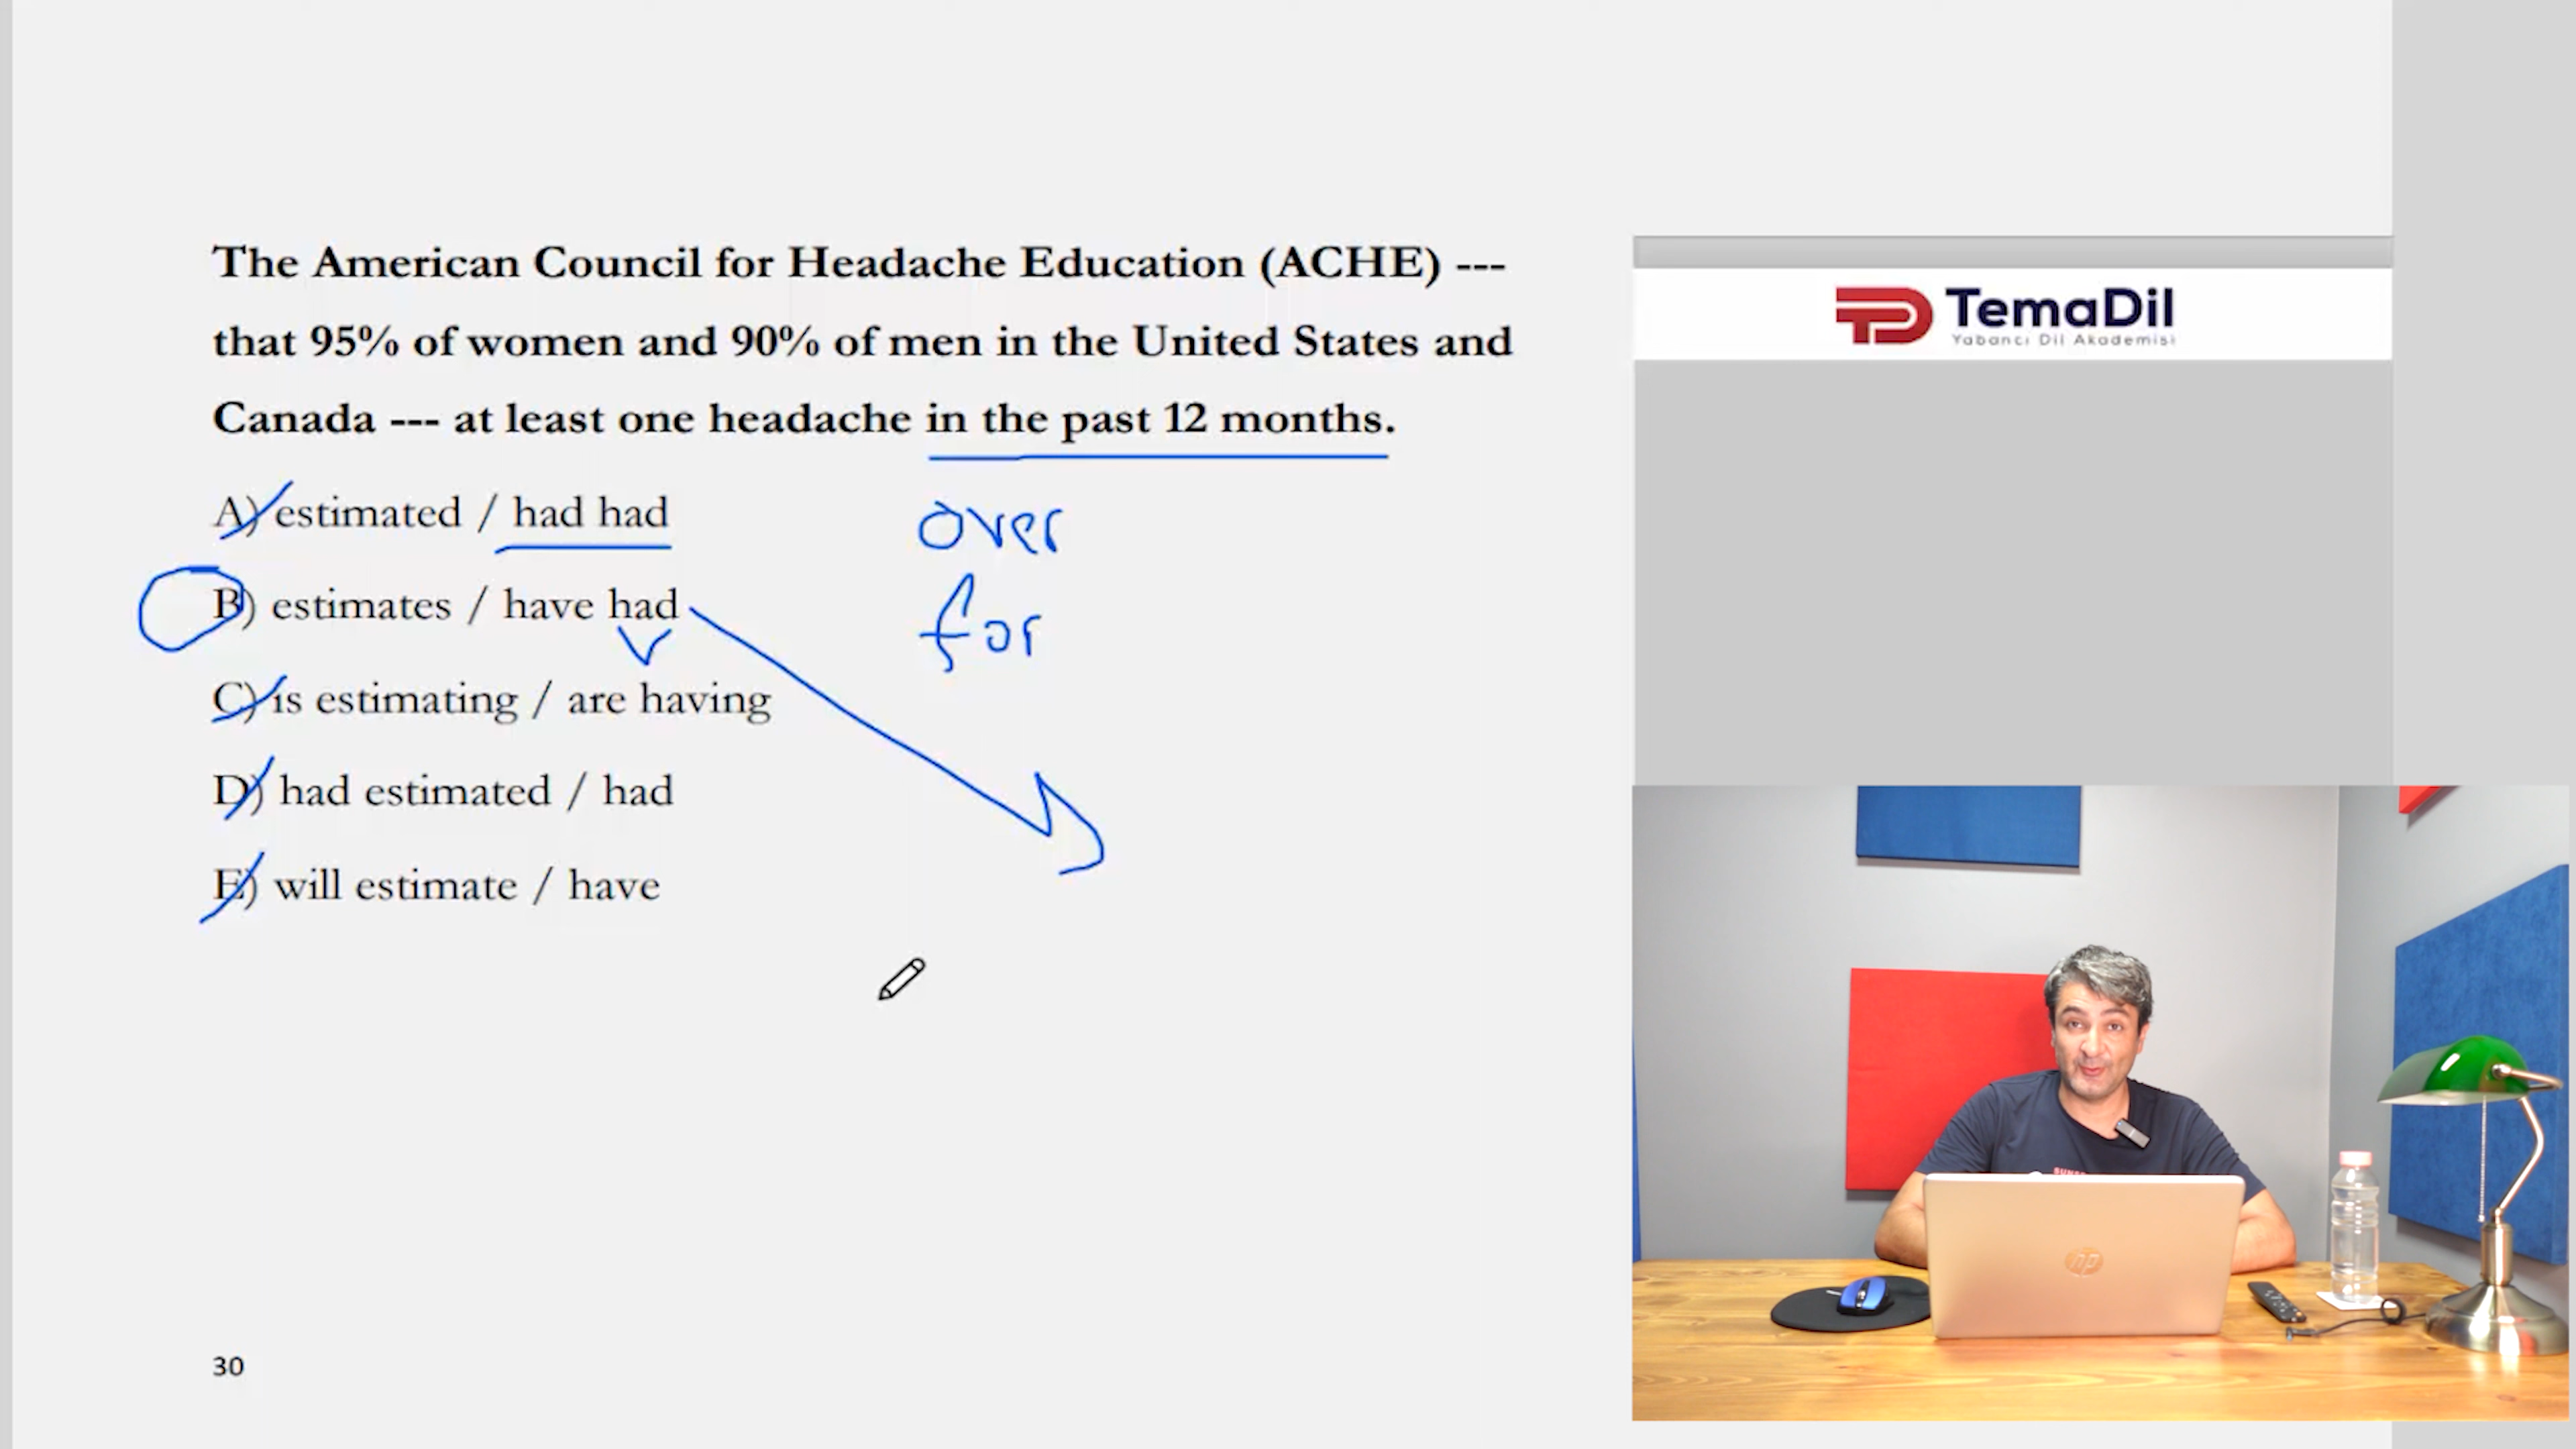 The American Council for Headache Education (ACHE) ---
that 95% of women and 90% of men in the United States and
Canada --- at least one headache in the past 12 months.
A) estimated / had had
B) estimates / have had
C) is estimating / are having
D) had estimated / had
E) will estimate / have
over
for
30
TemaDil
Yabancı Dil Akademisi
hp